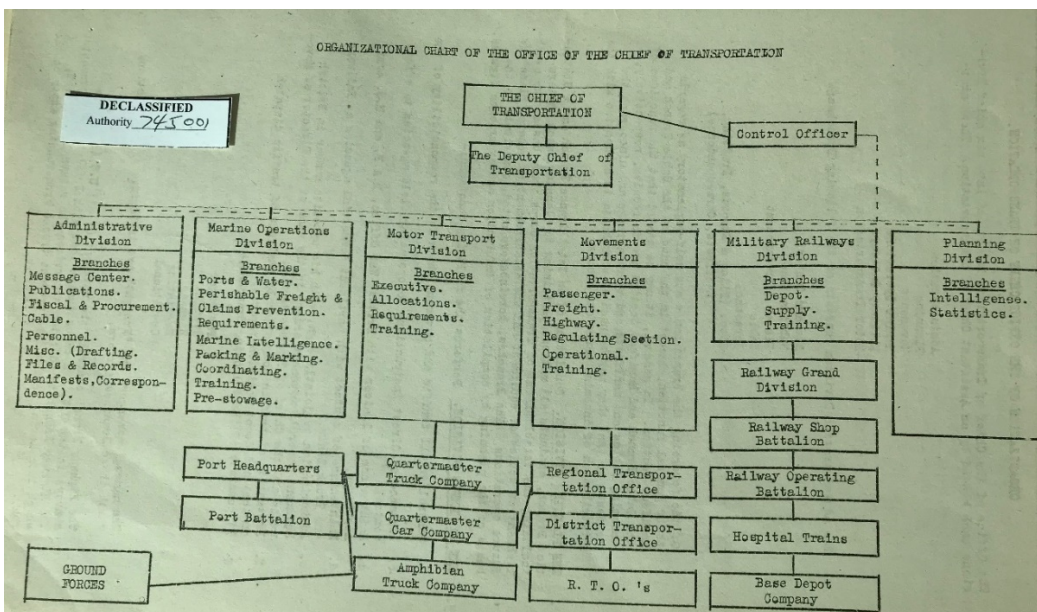 ORGANIZATIONAL CHART OF THE OFFICE OF THE CHIEF OF TRANSPORTATION
DECLASSIFIED
Authority 745001
THE CHIEF OF
TRANSPORTATION
Control Officer
The Deputy Chief of
Transportation
Administrative
Division
Branches
Message Center.
Publications.
Fiscal & Procurement.
Cable.
Personnel.
Misc. (Drafting.
Files & Records.
Manifests,Correspon-
dence).
Marine Operations
Division
Branches
Ports & Water.
Perishable Freight &
Claims Prevention.
Requirements.
Marine Intelligence.
Packing & Marking.
Coordinating.
Training.
Pre-stowage.
Motor Transport
Division
Branches
Executive.
Allocations.
Requirements.
Training.
Movements
Division
Branches
Passenger.
Freight.
Highway.
Regulating Section.
Operational.
Training.
Military Railways
Division
Branches
Depot.
Supply.
Training.
Planning
Division
Branches
Intelligence.
Statistics.
Railway Grand
Division
Railway Shop
Battalion
Port Headquarters
Quartermaster
Truck Company
Regional Transpor-
tation Office
Railway Operating
Battalion
Port Battalion
Quartermaster
Car Company
District Transpor-
tation Office
Hospital Trains
GROUND
FORCES
Amphibian
Truck Company
R. T. O. 's
Base Depot
Company